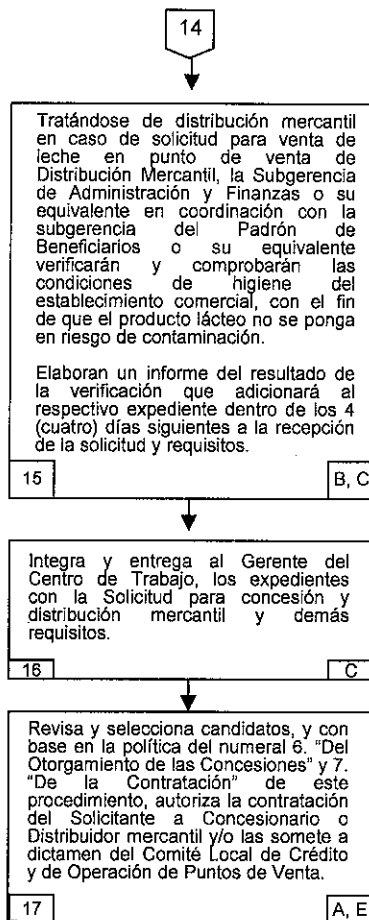 14
Tratándose de distribución mercantil
en caso de solicitud para venta de
leche en punto de venta de
Distribución Mercantil, la Subgerencia
de Administración y Finanzas o su
equivalente en coordinación con la
subgerencia del Padrón de
Beneficiarios o su equivalente
verificarán y comprobarán las
condiciones de higiene del
establecimiento comercial, con el fin
de que el producto lácteo no se ponga
en riesgo de contaminación.
Elaboran un informe del resultado de
la verificación que adicionará al
respectivo expediente dentro de los 4
(cuatro) días siguientes a la recepción
de la solicitud y requisitos.
15
B, C
Integra y entrega al Gerente del
Centro de Trabajo, los expedientes
con la Solicitud para concesión y
distribución mercantil y demás
requisitos.
16
C
Revisa y selecciona candidatos, y con
base en la política del numeral 6. "Del
Otorgamiento de las Concesiones" y 7.
"De la Contratación" de este
procedimiento, autoriza la contratación
del Solicitante a Concesionario o
Distribuidor mercantil y/o las somete a
dictamen del Comité Local de Crédito
y de Operación de Puntos de Venta.
17
A, E